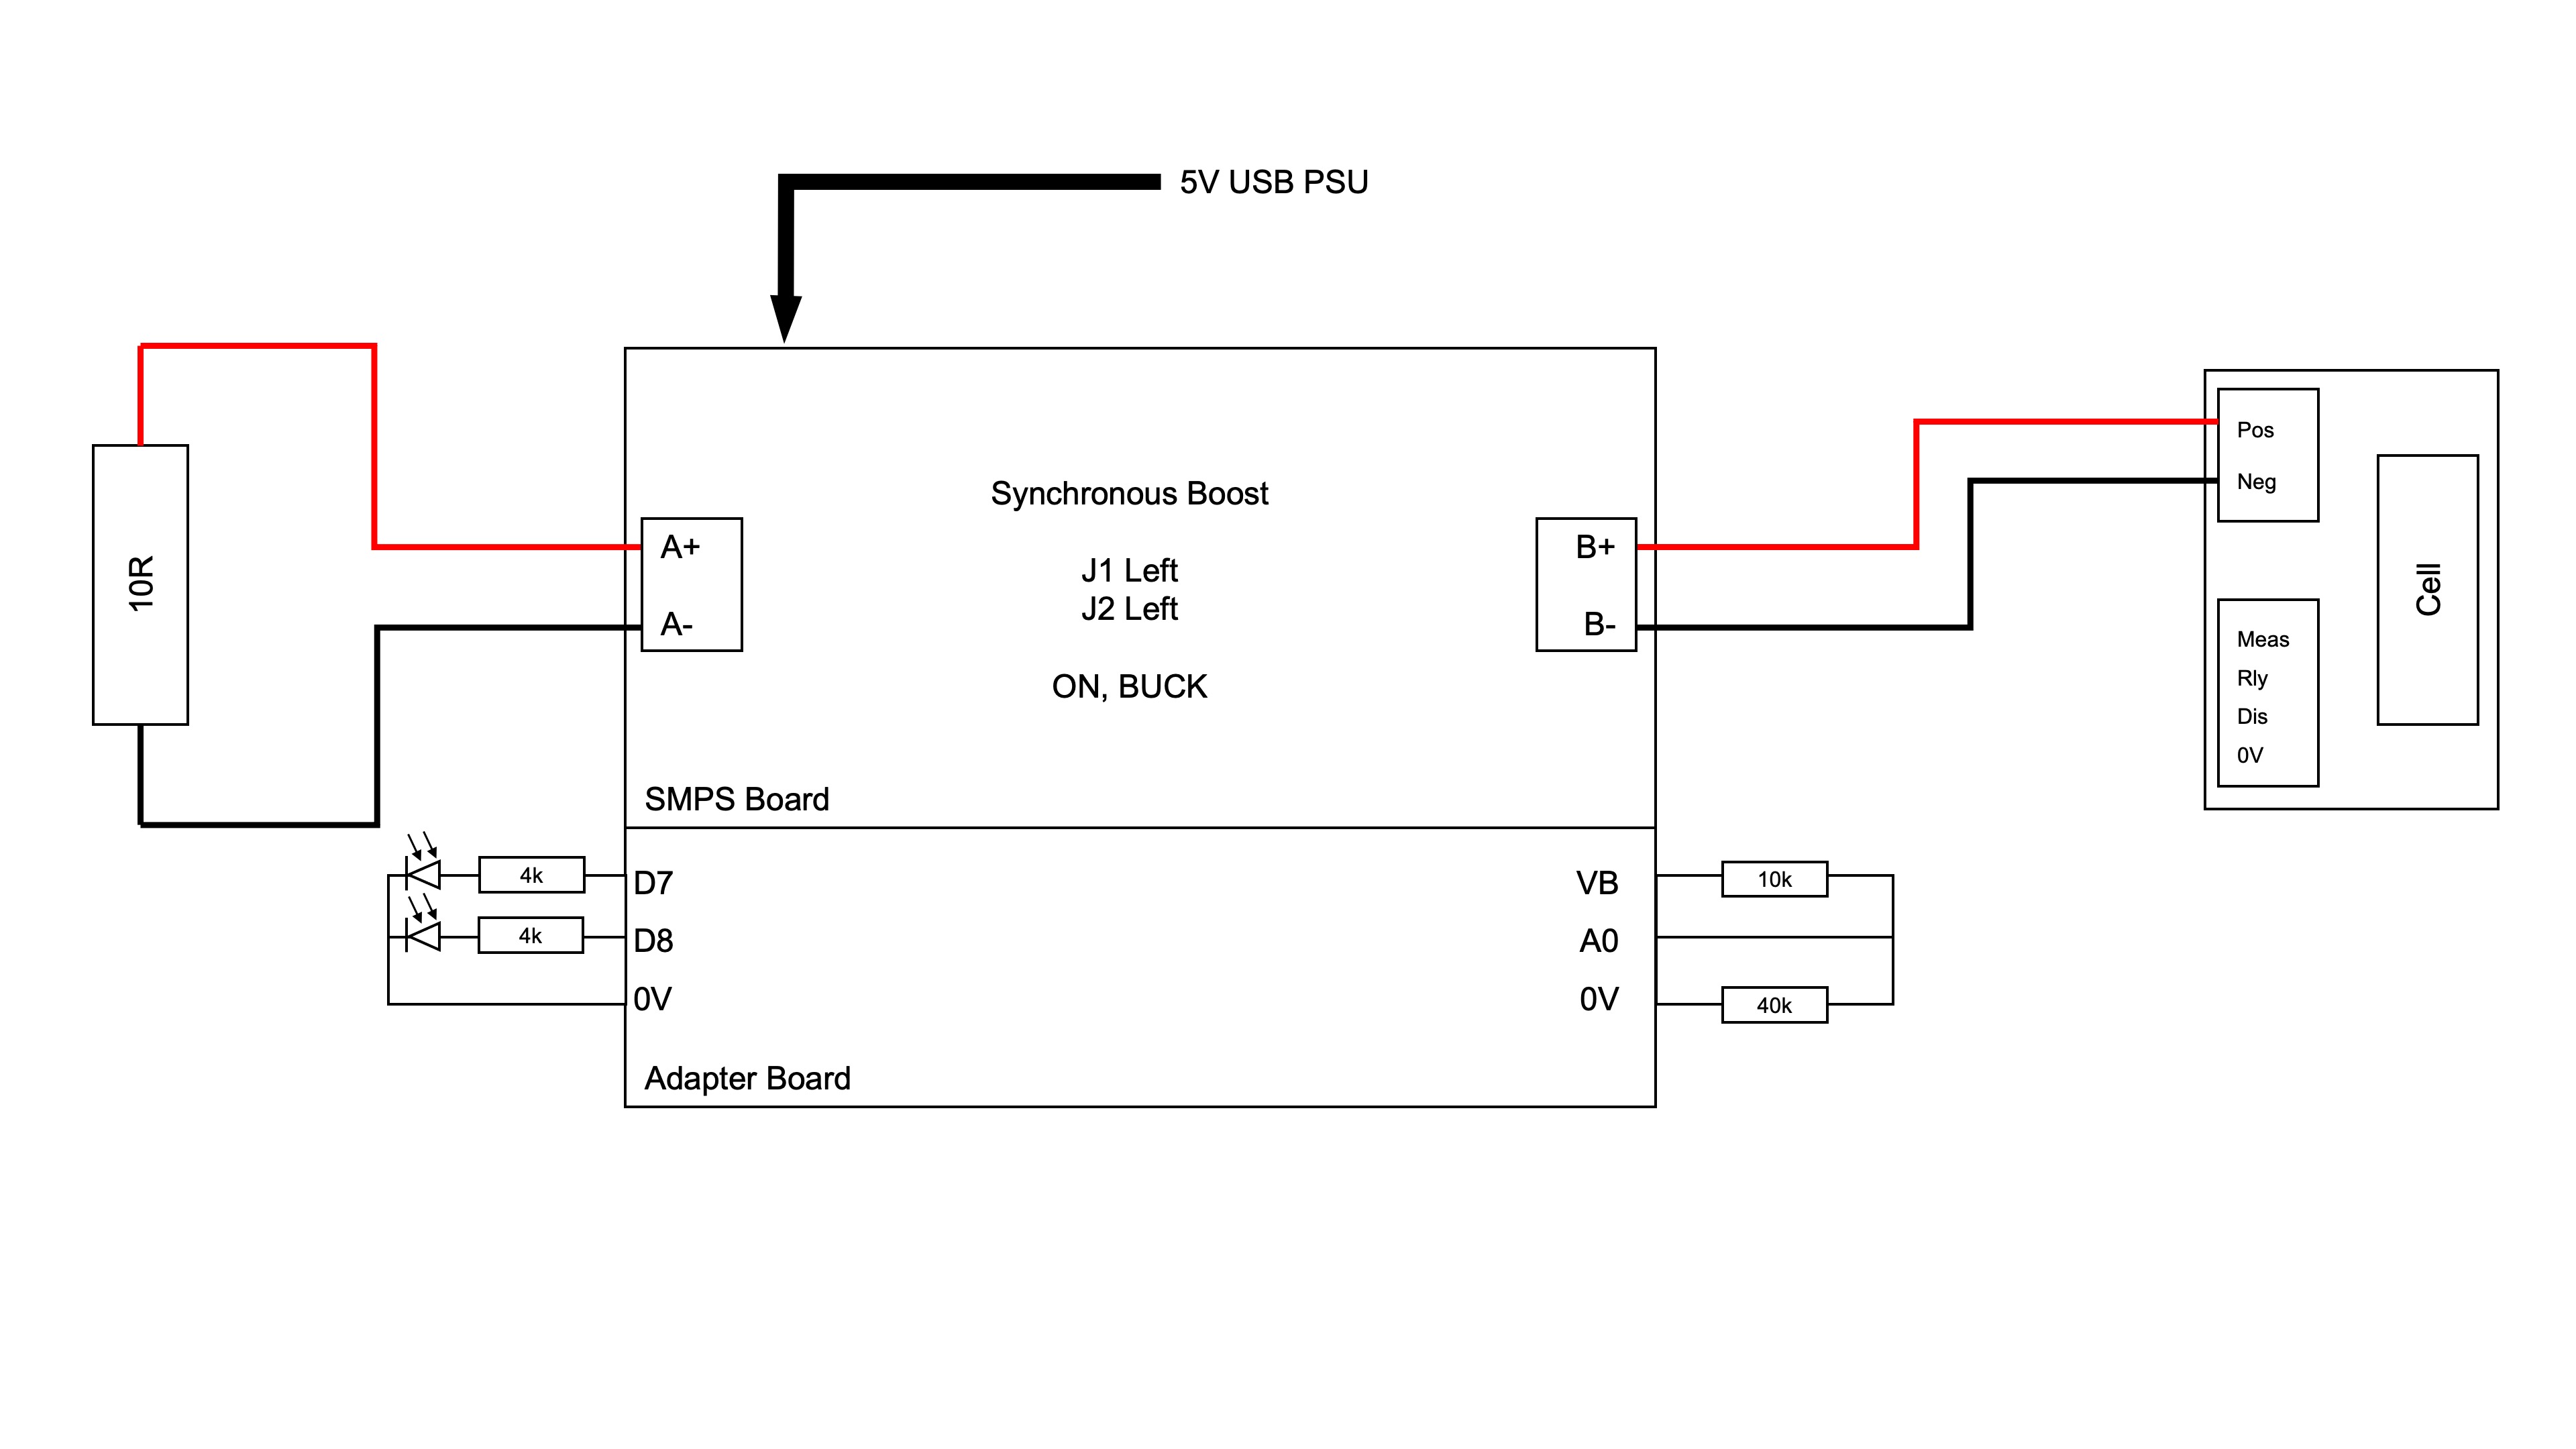 5V USB PSU
10R
A+
A-
Synchronous Boost
J1 Left
J2 Left
ON, BUCK
B+
B-
SMPS Board
Pos
Neg
Meas
Rly
Dis
0V
Cell
4k
D7
4k
D8
0V
VB
10k
A0
0V
40k
Adapter Board